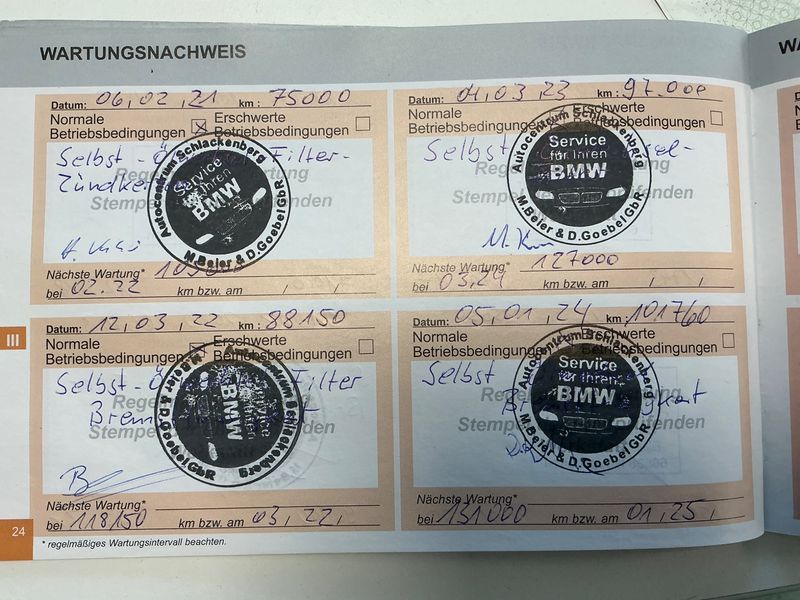 WARTUNGSNACHWEIS
WA
Datum: 06,02,21 km: 75000
Normale Betriebsbedingungen
Erschwerte Betriebsbedingungen
Selbst - Filter-
Stempel
Autocentrum Schlackenberg
Service
für Ihren
BMW
M.Beier & D.Goebel GbR
Nächste Wartung*
bei 02.22 km bzw. am / /
Datum: 01,03,23 km: 97.000
Normale Betriebsbedingungen
Erschwerte Betriebsbedingungen
Selbst
Stempel
Autocentrum Schlackenberg
Service
für Ihren
BMW
M.Beier & D.Goebel GbR
Nächste Wartung* 127000
bei 03,24 km bzw. am / /
III
Datum: 12,03,22 km: 88150
Normale Betriebsbedingungen
Erschwerte Betriebsbedingungen
Selbst - Filter
Stempel
Autocentrum Schlackenberg
BMW
M.Beier & D.Goebel GbR
Nächste Wartung*
bei 118150 km bzw. am 03,22,
Datum: 05,01,24 km: 101760
Normale Betriebsbedingungen
Erschwerte Betriebsbedingungen
Selbst
Stempel
Autocentrum Schlackenberg
Service
für Ihren
BMW
M.Beier & D.Goebel GbR
Nächste Wartung*
bei 131000 km bzw. am 01,25,
24
* regelmäßiges Wartungsintervall beachten.